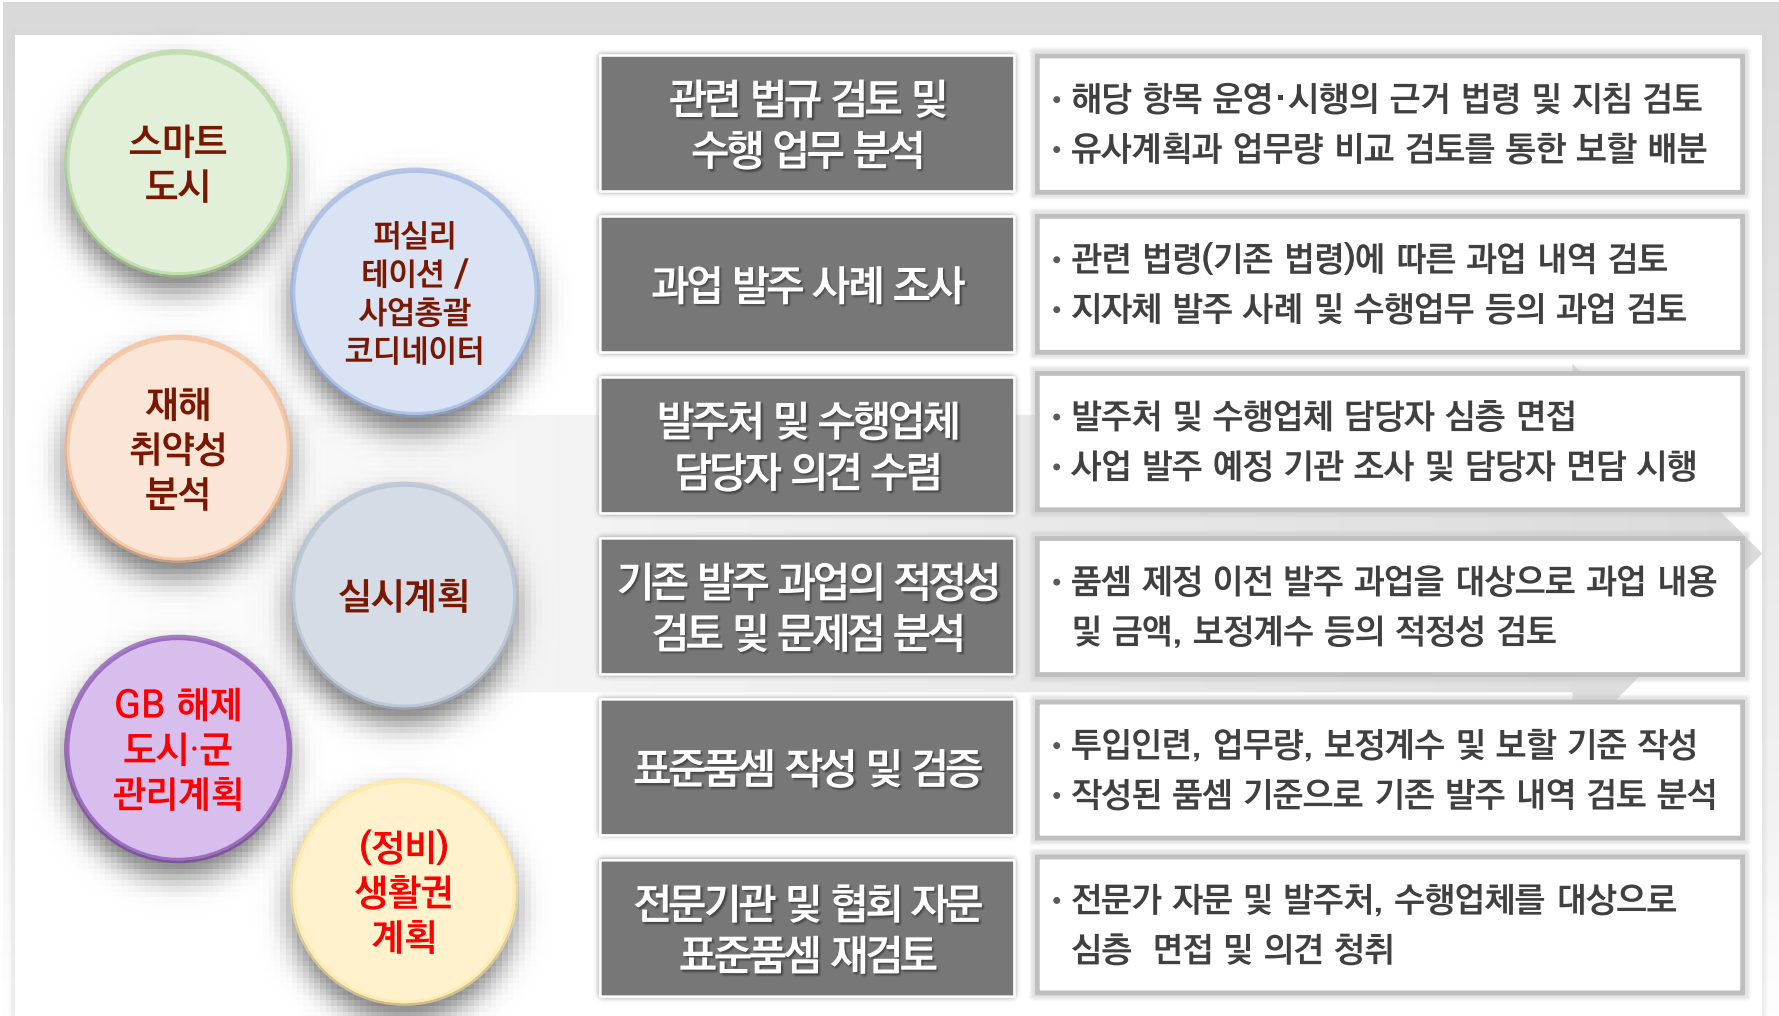 스마트
도시
퍼실리
테이션 /
사업총괄
코디네이터
재해
취약성
분석
실시계획
GB 해제
도시·군
관리계획
(정비)
생활권
계획
관련 법규 검토 및
수행 업무 분석
· 해당 항목 운영·시행의 근거 법령 및 지침 검토
· 유사계획과 업무량 비교 검토를 통한 보할 배분
과업 발주 사례 조사
· 관련 법령(기존 법령)에 따른 과업 내역 검토
· 지자체 발주 사례 및 수행업무 등의 과업 검토
발주처 및 수행업체
담당자 의견 수렴
· 발주처 및 수행업체 담당자 심층 면접
· 사업 발주 예정 기관 조사 및 담당자 면담 시행
기존 발주 과업의 적정성
검토 및 문제점 분석
· 품셈 제정 이전 발주 과업을 대상으로 과업 내용
및 금액, 보정계수 등의 적정성 검토
표준품셈 작성 및 검증
· 투입인련, 업무량, 보정계수 및 보할 기준 작성
· 작성된 품셈 기준으로 기존 발주 내역 검토 분석
전문기관 및 협회 자문
표준품셈 재검토
· 전문가 자문 및 발주처, 수행업체를 대상으로
심층 면접 및 의견 청취